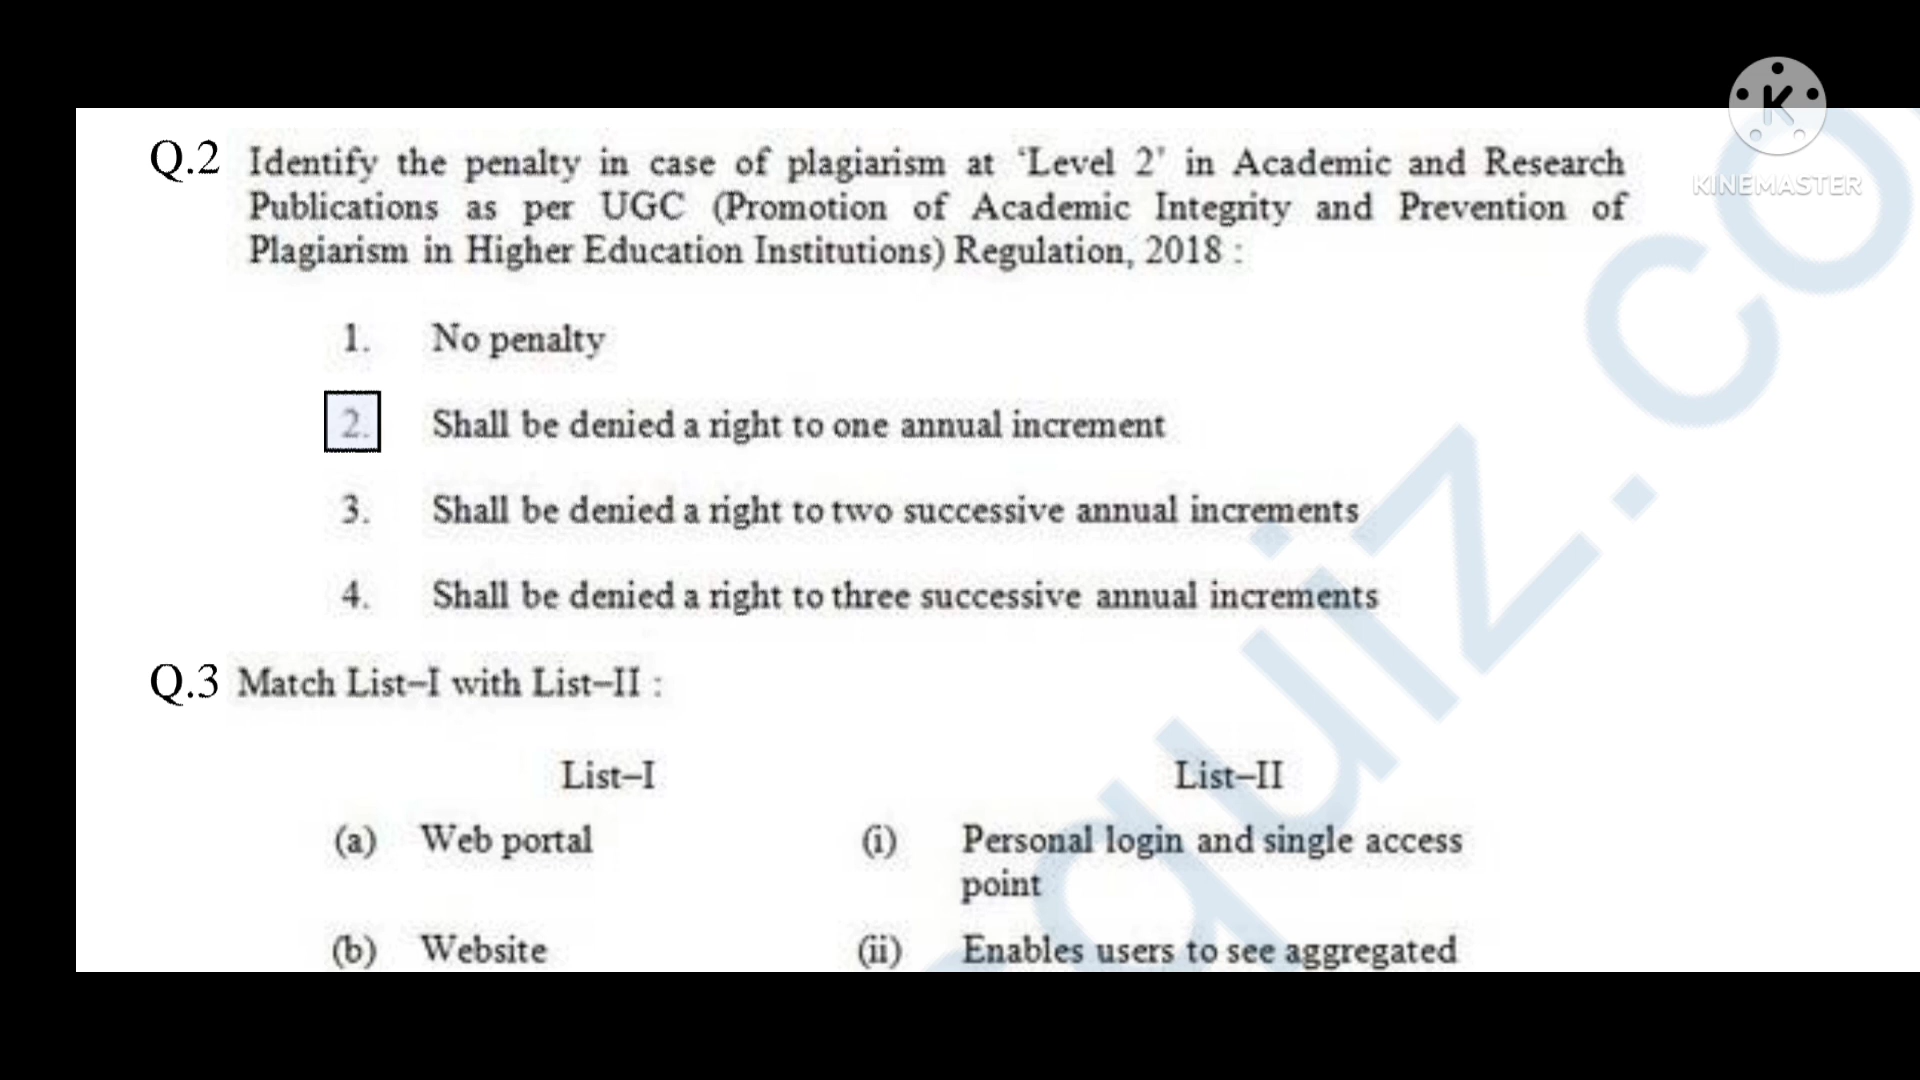 K
KINEMASTER
Q.2 Identify the penalty in case of plagiarism at ‘Level 2’ in Academic and Research
Publications as per UGC (Promotion of Academic Integrity and Prevention of
Plagiarism in Higher Education Institutions) Regulation, 2018 :
1. No penalty
2. Shall be denied a right to one annual increment
3. Shall be denied a right to two successive annual increments
4. Shall be denied a right to three successive annual increments
Q.3 Match List–I with List–II :
List–I List–II
(a) Web portal (i) Personal login and single access
point
(b) Website (ii) Enables users to see aggregated
quiz.co